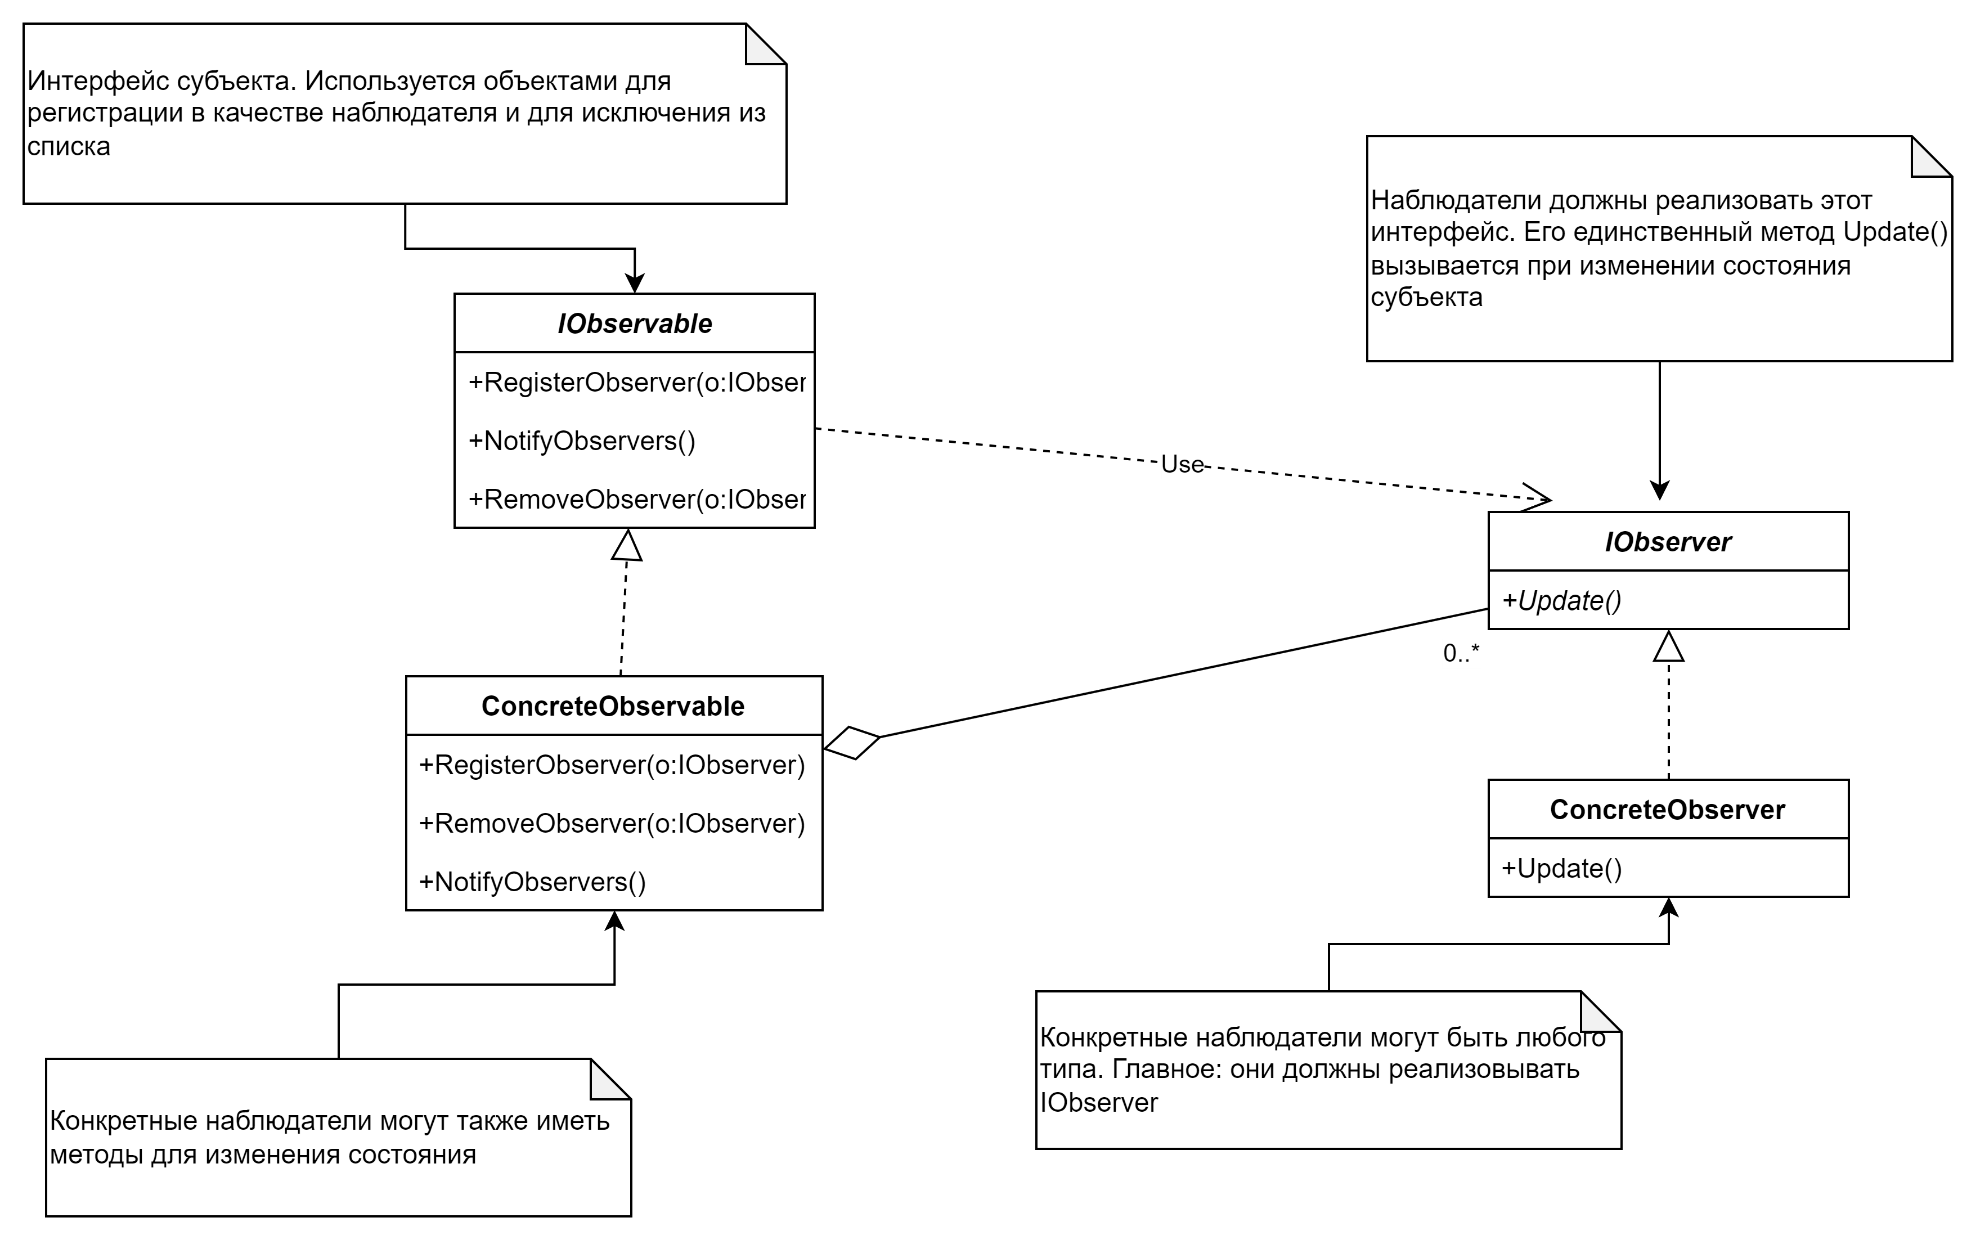 Интерфейс субъекта. Используется объектами для
регистрации в качестве наблюдателя и для исключения из
списка
Наблюдатели должны реализовать этот
интерфейс. Его единственный метод Update()
вызывается при изменении состояния
субъекта
IObservable
+RegisterObserver(o:IObser
+NotifyObservers()
+RemoveObserver(o:IObser
Use
IObserver
+Update()
0..*
ConcreteObservable
+RegisterObserver(o:IObserver)
+RemoveObserver(o:IObserver)
+NotifyObservers()
ConcreteObserver
+Update()
Конкретные наблюдатели могут быть любого
типа. Главное: они должны реализовывать
IObserver
Конкретные наблюдатели могут также иметь
методы для изменения состояния